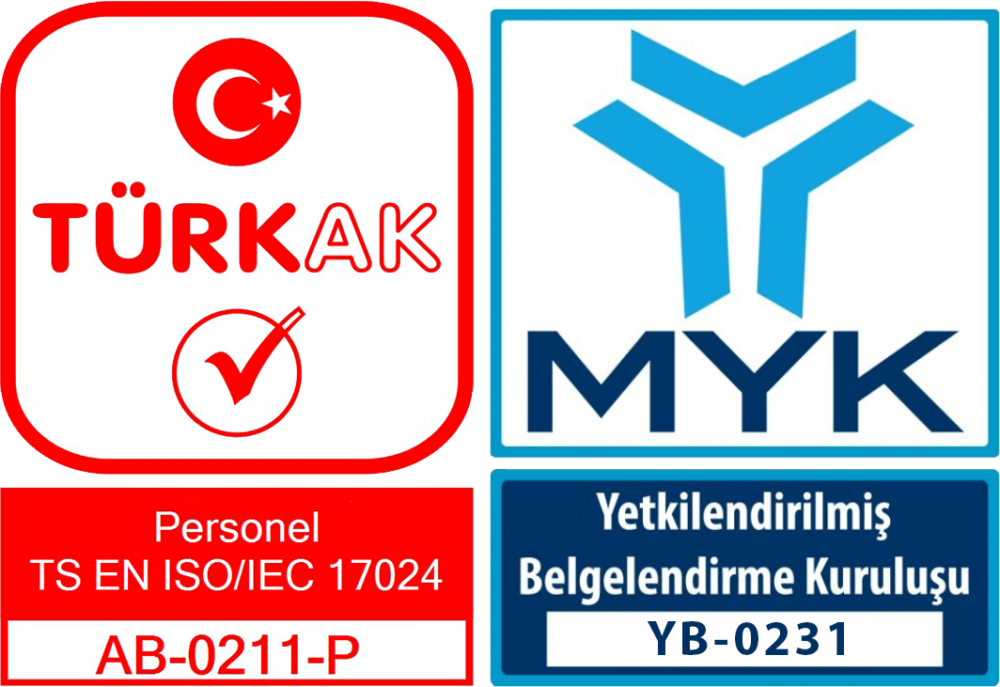 TÜRKAK
Personel
TS EN ISO/IEC 17024
AB-0211-P
MYK
Yetkilendirilmiş
Belgelendirme Kuruluşu
YB-0231